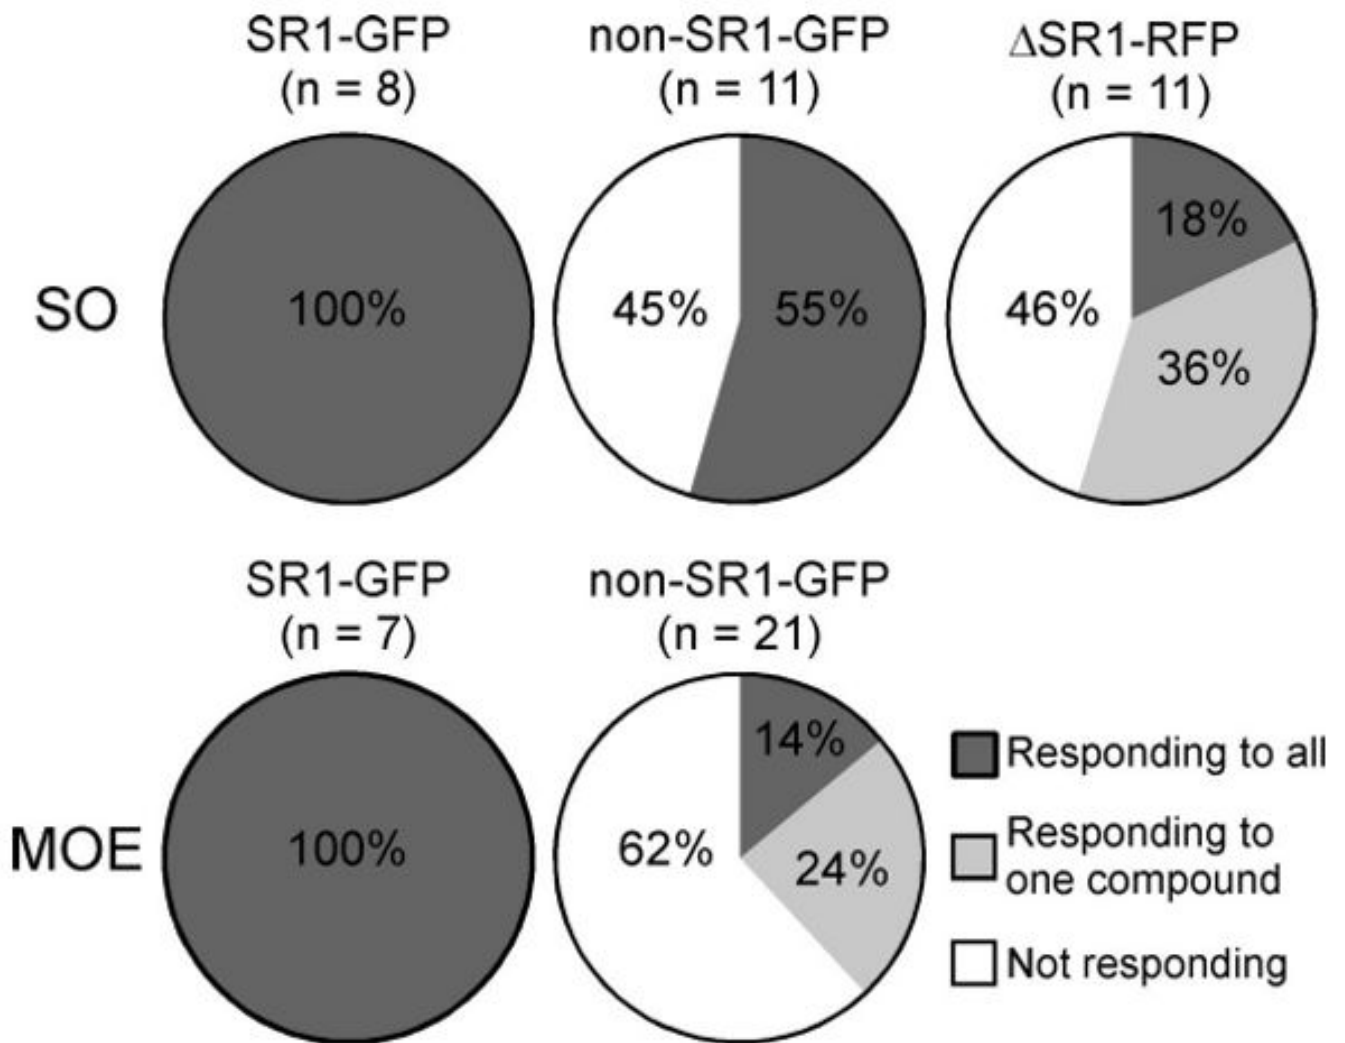 SR1-GFP
(n = 8)
non-SR1-GFP
(n = 11)
ΔSR1-RFP
(n = 11)
SO
100%
45%
55%
46%
18%
36%
SR1-GFP
(n = 7)
non-SR1-GFP
(n = 21)
MOE
100%
62%
14%
24%
Responding to all
Responding to
one compound
Not responding